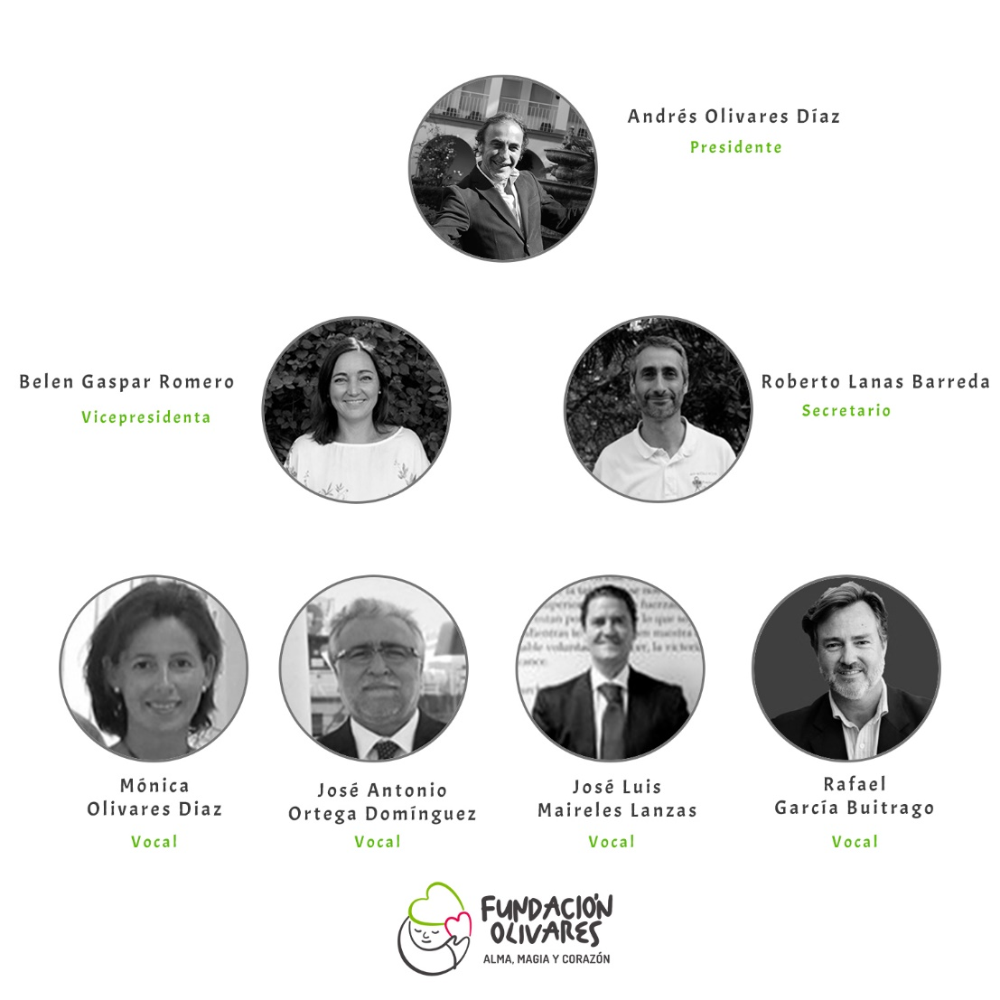 Andrés Olivares Díaz
Presidente
Belen Gaspar Romero
Vicepresidenta
Roberto Lanas Barreda
Secretario
Mónica
Olivares Diaz
Vocal
José Antonio
Ortega Domínguez
Vocal
José Luis
Maireles Lanzas
Vocal
Rafael
García Buitrago
Vocal
FUNDACIÓN
OLIVARES
ALMA, MAGIA Y CORAZÓN